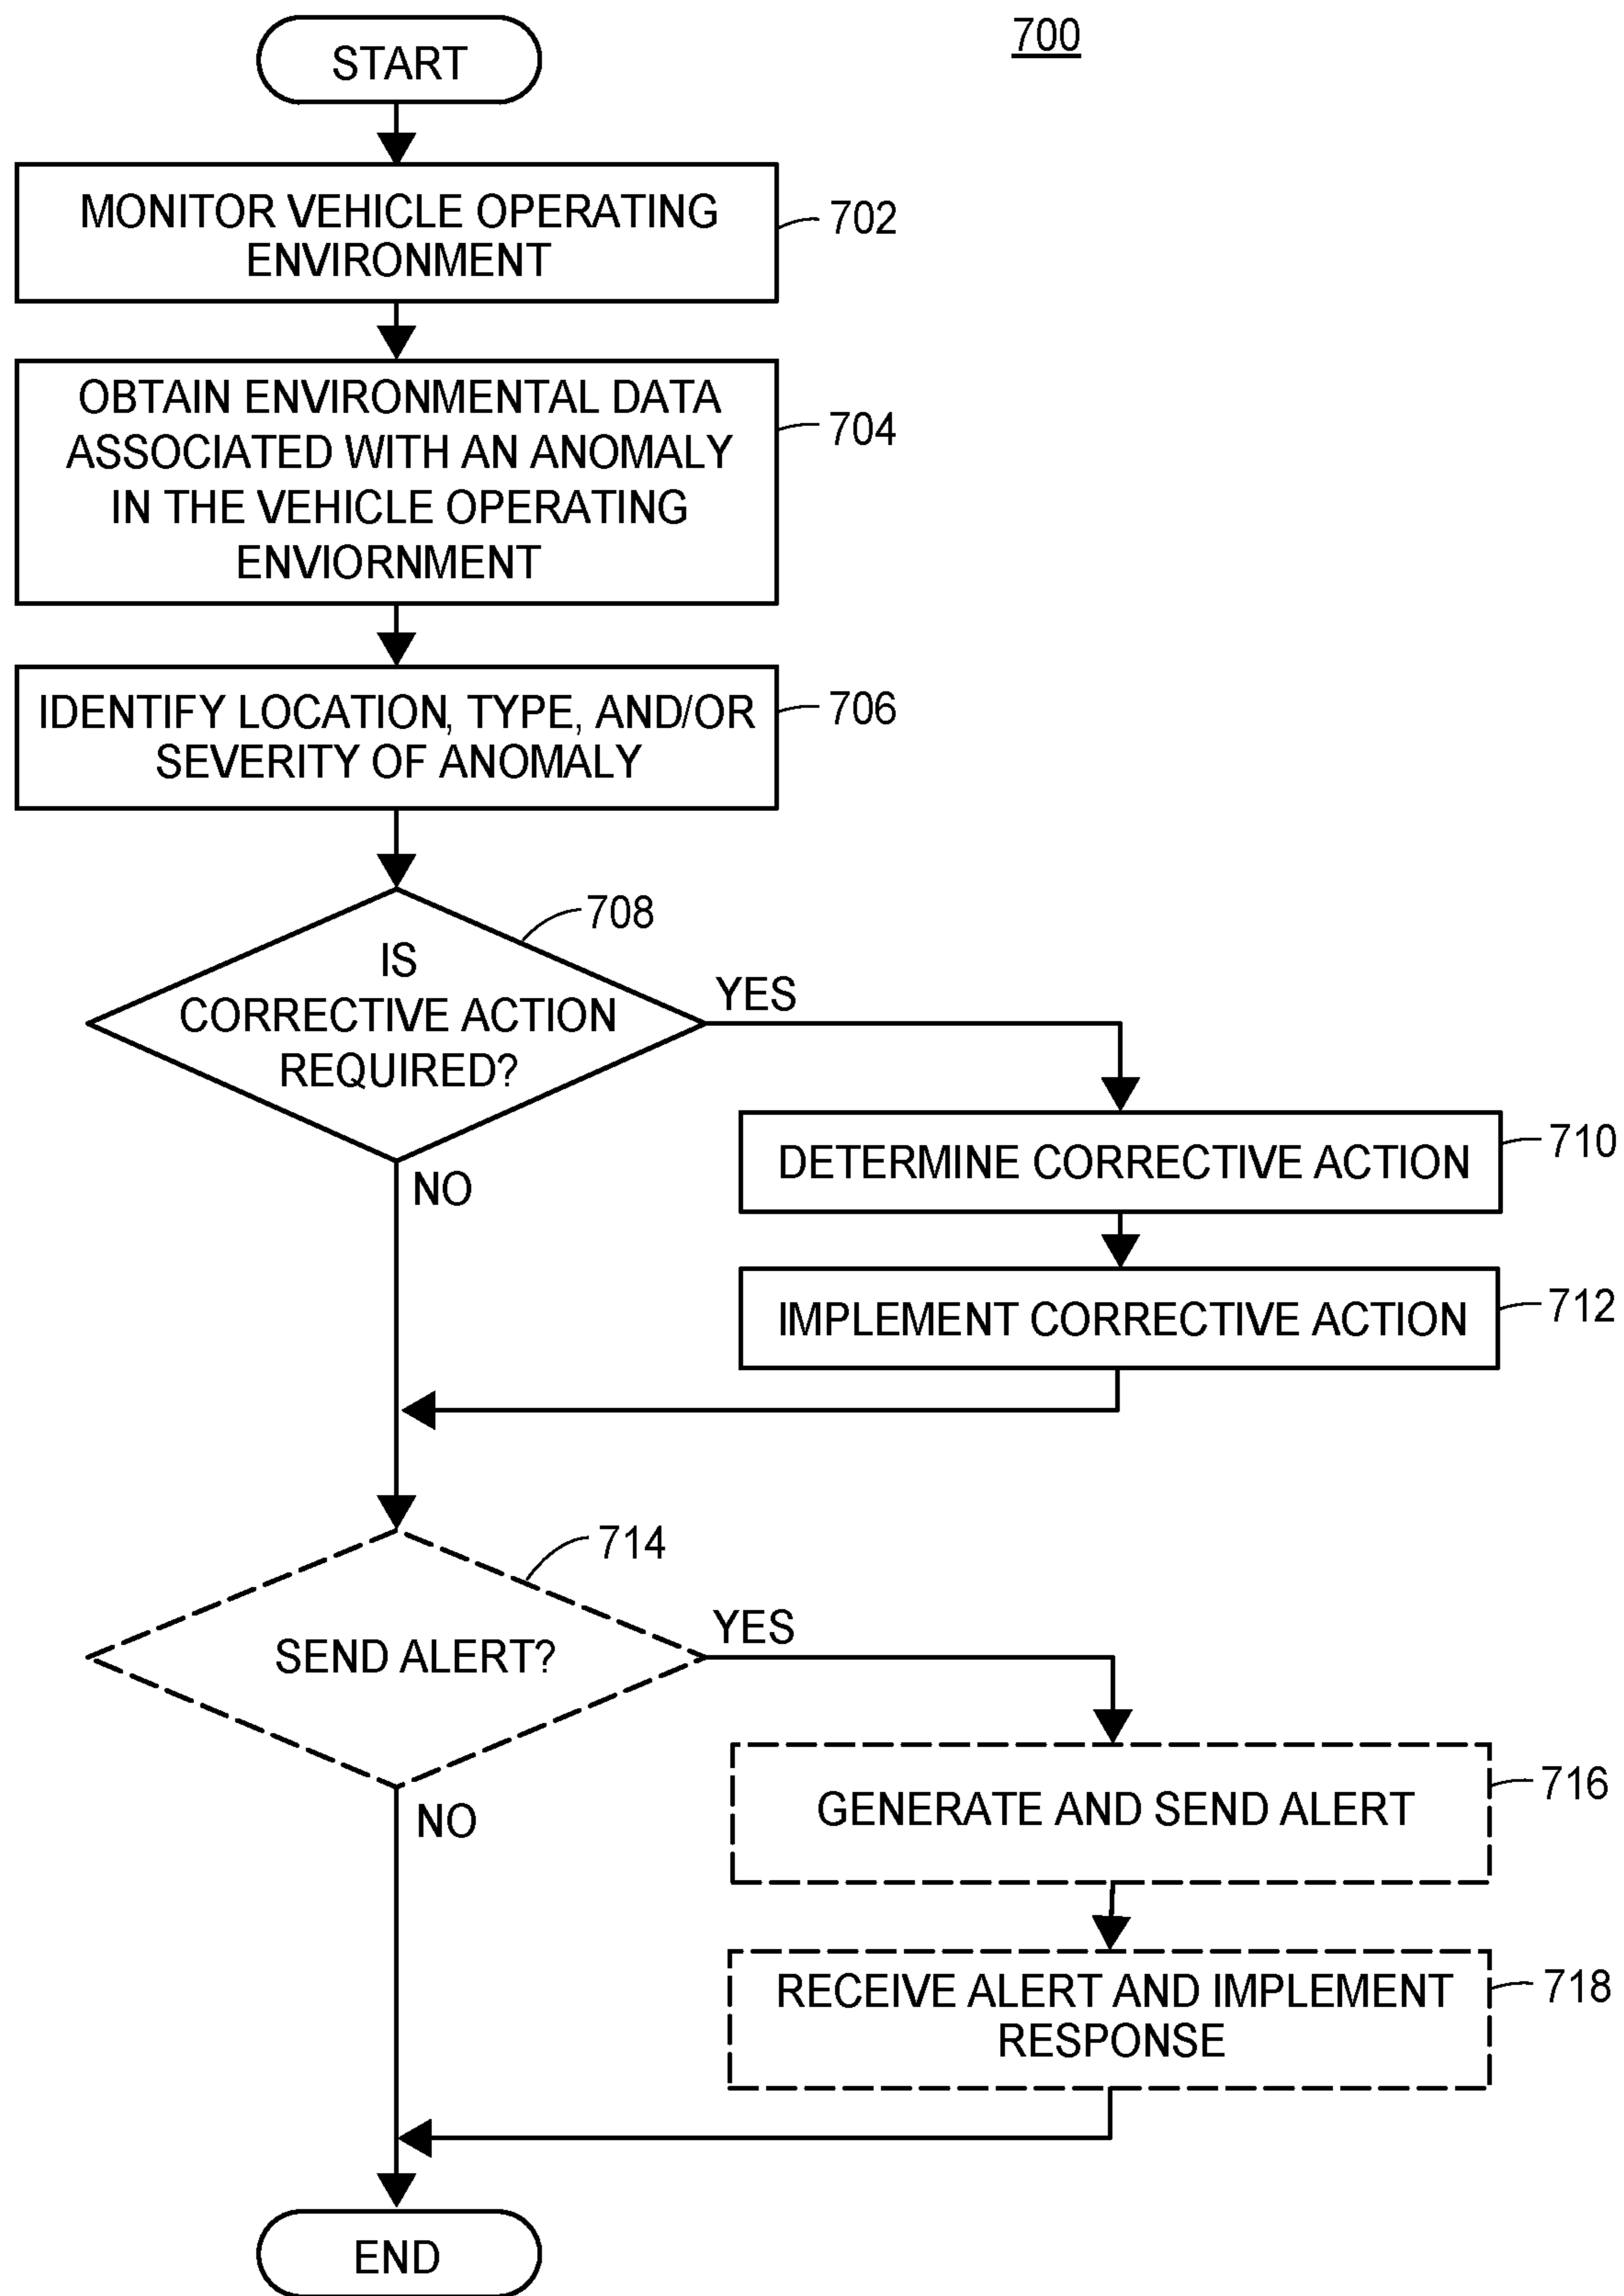 700
START
MONITOR VEHICLE OPERATING
ENVIRONMENT
702
OBTAIN ENVIRONMENTAL DATA
ASSOCIATED WITH AN ANOMALY
IN THE VEHICLE OPERATING
ENVIORNMENT
704
IDENTIFY LOCATION, TYPE, AND/OR
SEVERITY OF ANOMALY
706
708
IS
CORRECTIVE ACTION
REQUIRED?
YES
NO
DETERMINE CORRECTIVE ACTION
710
IMPLEMENT CORRECTIVE ACTION
712
714
SEND ALERT?
YES
NO
GENERATE AND SEND ALERT
716
RECEIVE ALERT AND IMPLEMENT
RESPONSE
718
END